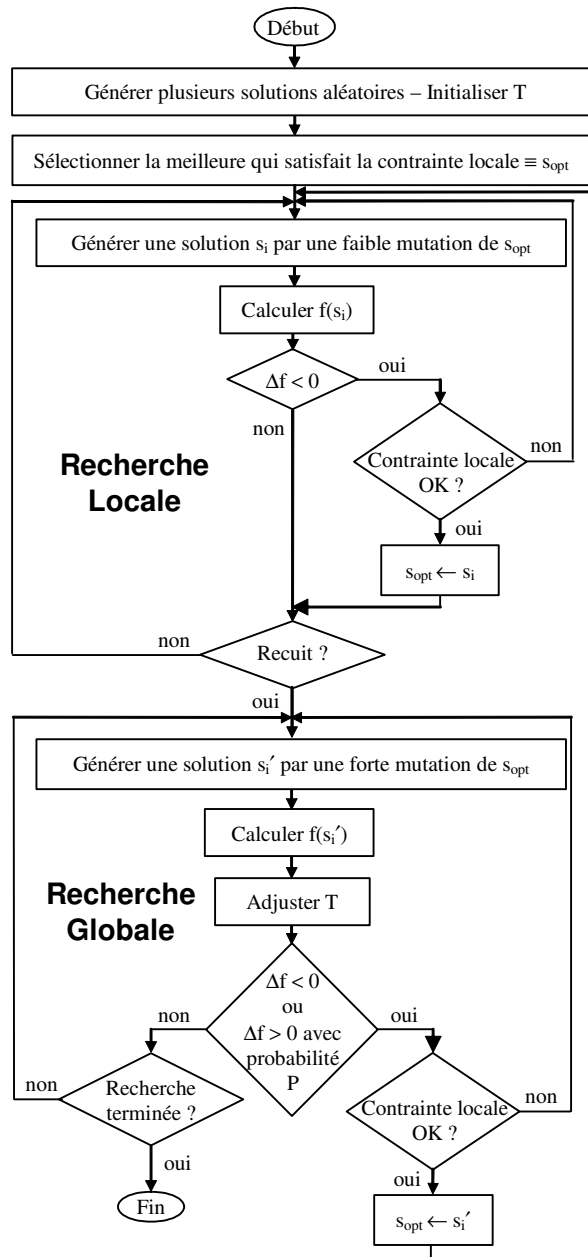 Début
Générer plusieurs solutions aléatoires – Initialiser T
Sélectionner la meilleure qui satisfait la contrainte locale ≡ sopt
Générer une solution si par une faible mutation de sopt
Calculer f(si)
Δf < 0
oui
non
Recherche
Locale
Contrainte locale
OK ?
non
oui
sopt ← si
non
Recuit ?
oui
Générer une solution si′ par une forte mutation de sopt
Calculer f(si′)
Recherche
Globale
Adjuster T
Δf < 0
ou
Δf > 0 avec
probabilité
P
non
oui
non
Recherche
terminée ?
Contrainte locale
OK ?
non
oui
oui
Fin
sopt ← si′